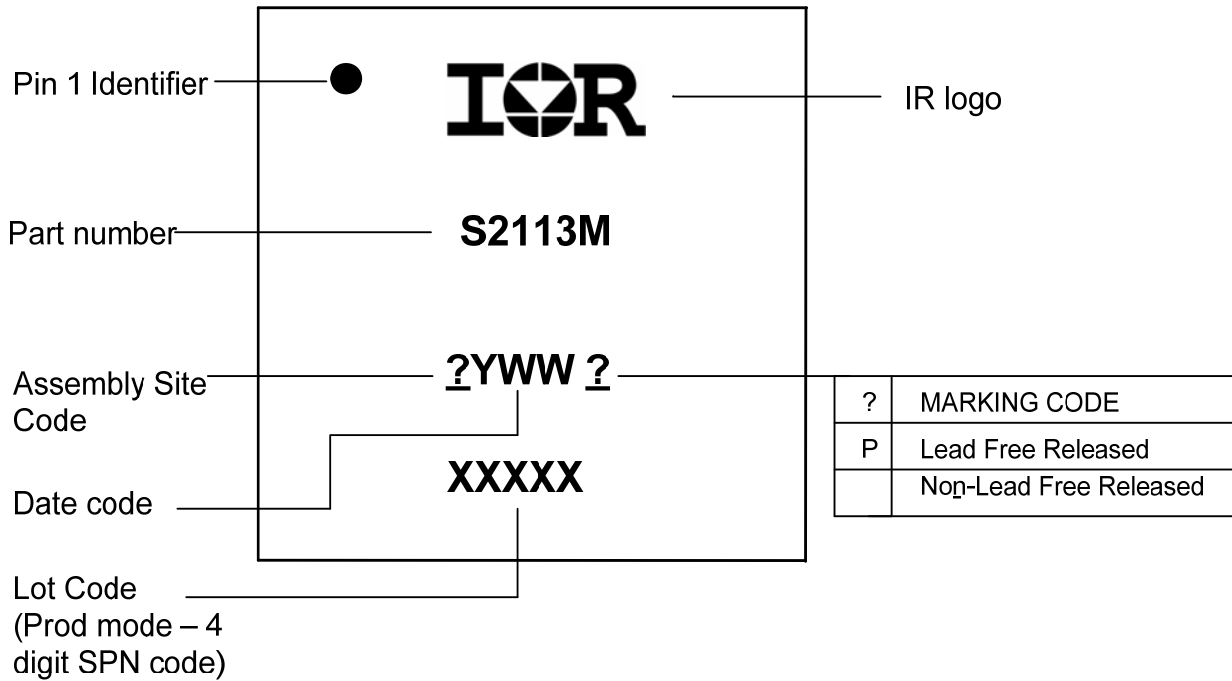 Pin 1 Identifier
IOR
IR logo
Part number
S2113M
Assembly Site
Code
?YWW ?
? MARKING CODE
P Lead Free Released
Non-Lead Free Released
Date code
XXXXX
Lot Code
(Prod mode – 4
digit SPN code)